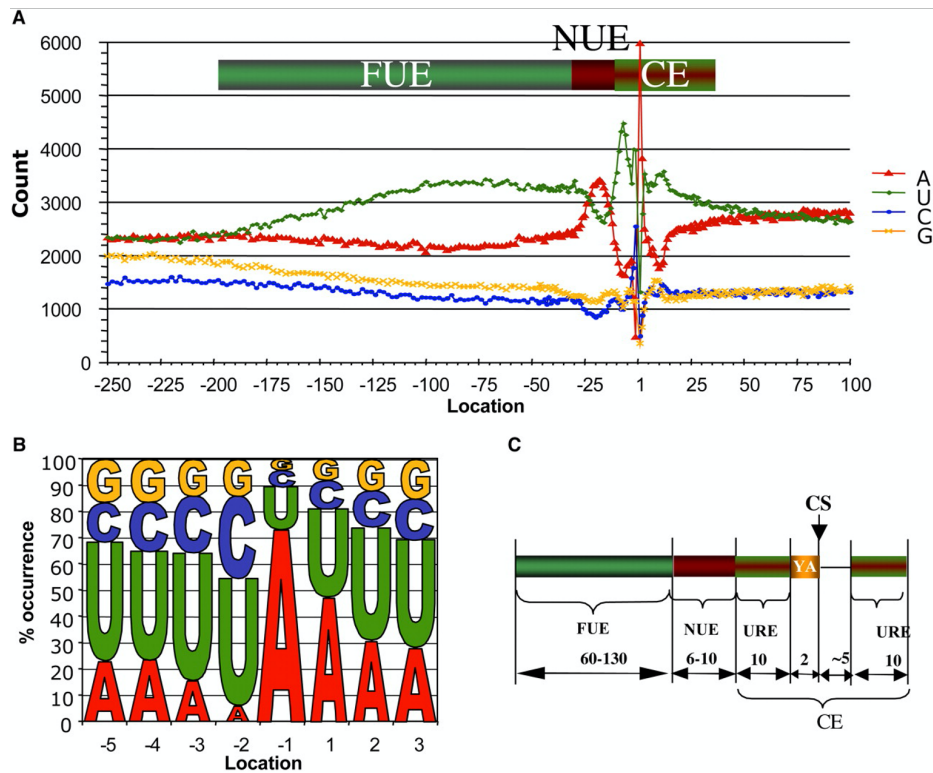 A
NUE
FUE
CE
6000
5000
4000
3000
2000
1000
0
Count
-250 -225 -200 -175 -150 -125 -100 -75 -50 -25 1 25 50 75 100
Location
A
U
C
G
B
100
90
80
70
60
50
40
30
20
10
0
% occurrence
G G G G G G G G
C C C C C C C C
U U U U U U U U
A A A A A A A A
-5 -4 -3 -2 -1 1 2 3
Location
C
CS
YA
FUE NUE URE URE
60-130 6-10 10 2 ~5 10
CE